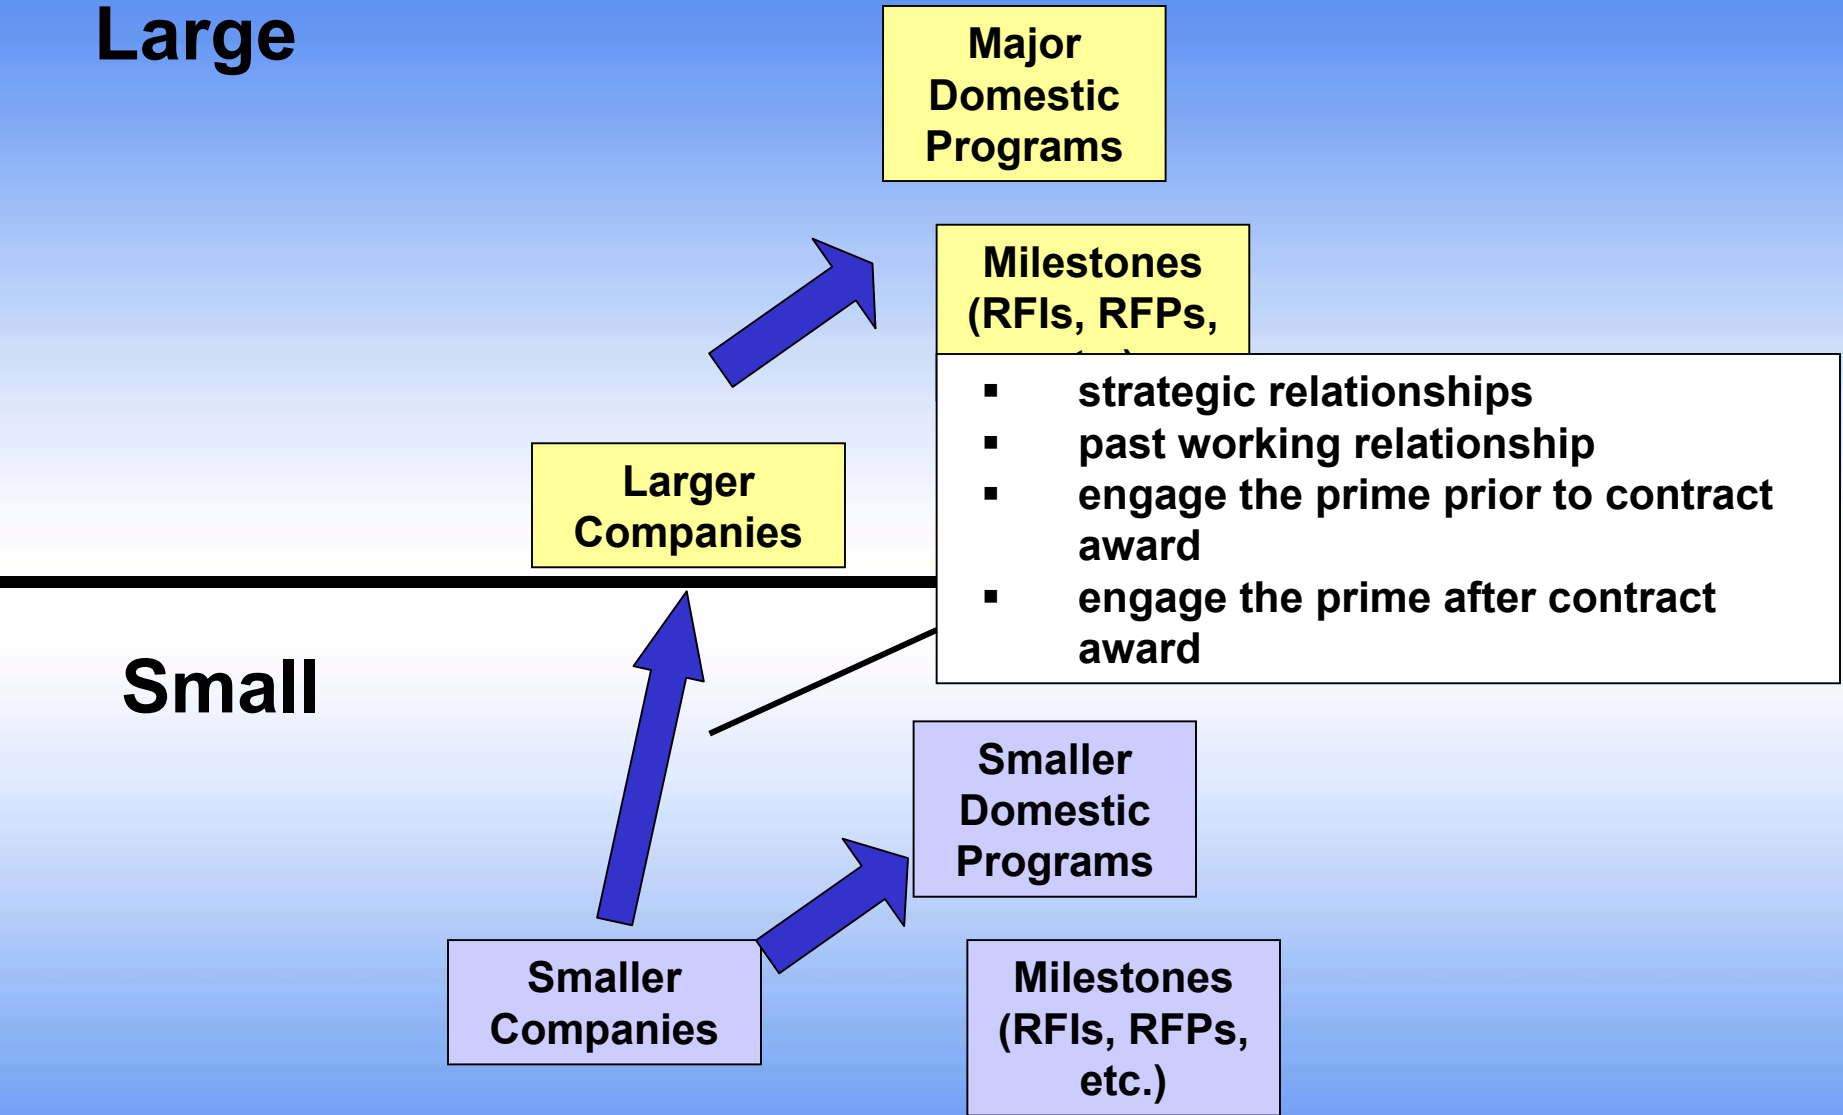 Large
Major
Domestic
Programs
Milestones
(RFIs, RFPs,
▪ strategic relationships
▪ past working relationship
▪ engage the prime prior to contract
award
▪ engage the prime after contract
award
Larger
Companies
Small
Smaller
Domestic
Programs
Smaller
Companies
Milestones
(RFIs, RFPs,
etc.)